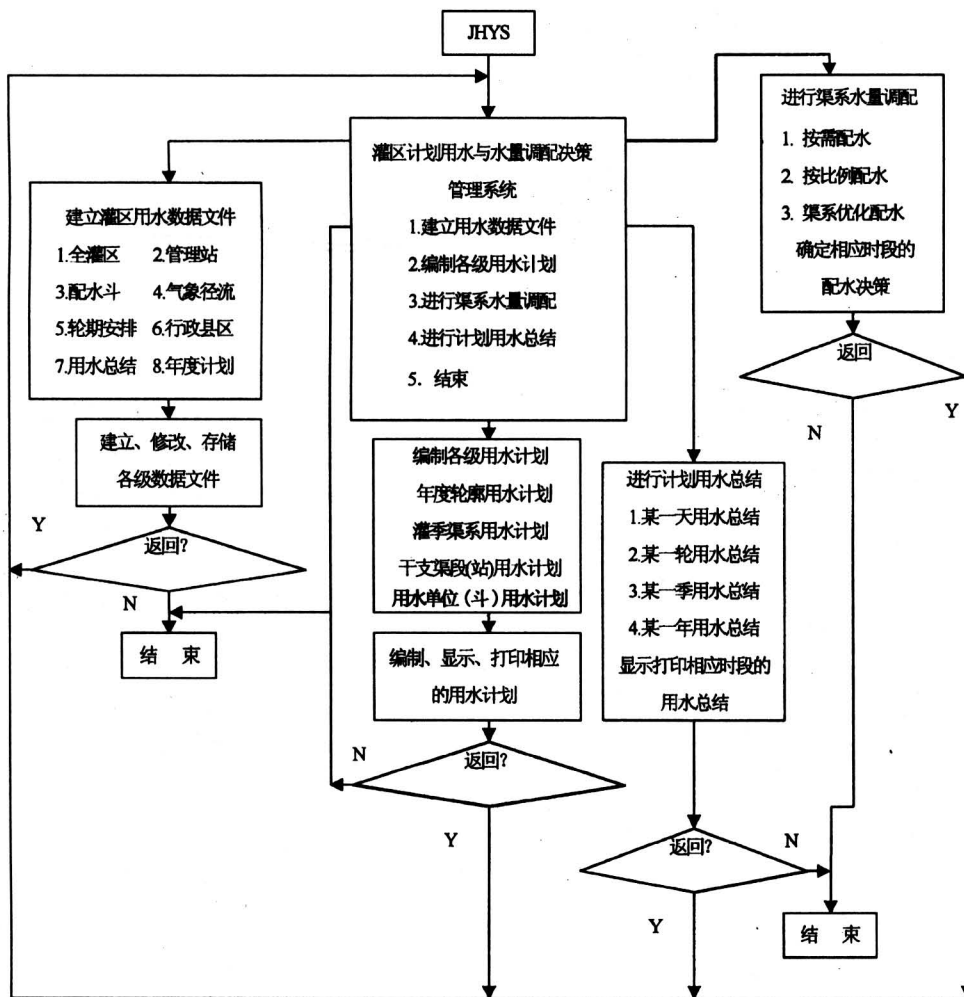 JHYS
灌区计划用水与水量调配决策
管理系统
1.建立用水数据文件
2.编制各级用水计划
3.进行渠系水量调配
4.进行计划用水总结
5. 结束
建立灌区用水数据文件
1.全灌区 2.管理站
3.配水斗 4.气象径流
5.轮期安排 6.行政县区
7.用水总结 8.年度计划
建立、修改、存储
各级数据文件
Y
返回?
N
结 束
编制各级用水计划
年度轮廓用水计划
灌季渠系用水计划
干支渠段(站)用水计划
用水单位(斗)用水计划
编制、显示、打印相应
的用水计划
N
返回?
Y
进行计划用水总结
1.某一天用水总结
2.某一轮用水总结
3.某一季用水总结
4.某一年用水总结
显示打印相应时段的
用水总结
返回?
N
Y
进行渠系水量调配
1. 按需配水
2. 按比例配水
3. 渠系优化配水
确定相应时段的
配水决策
返回
Y
N
结 束